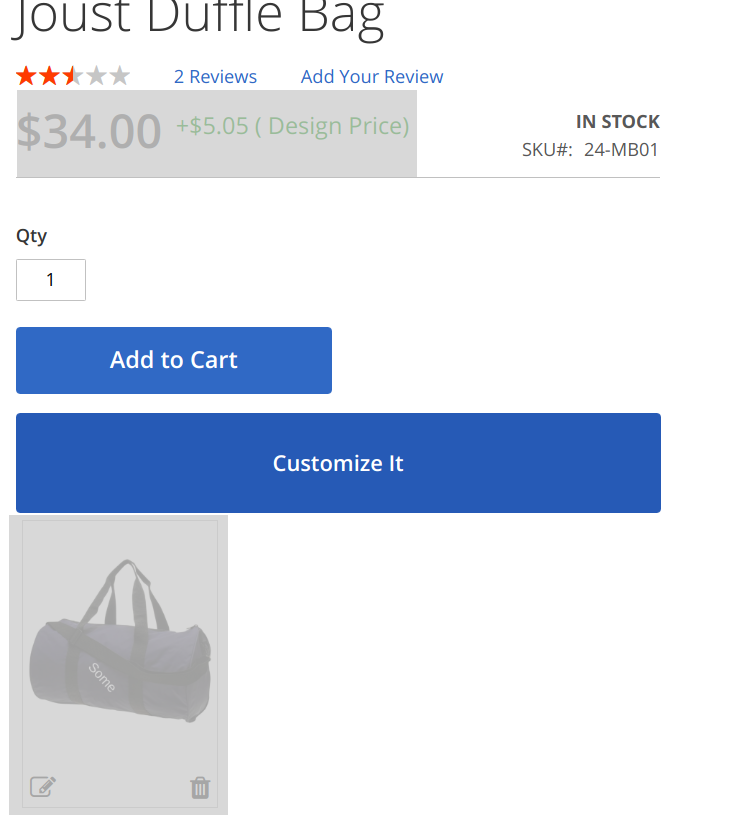 Joust Duffle Bag
2 Reviews Add Your Review
$34.00 +$5.05 ( Design Price)
IN STOCK
SKU#: 24-MB01
Qty
1
Add to Cart
Customize It
Some